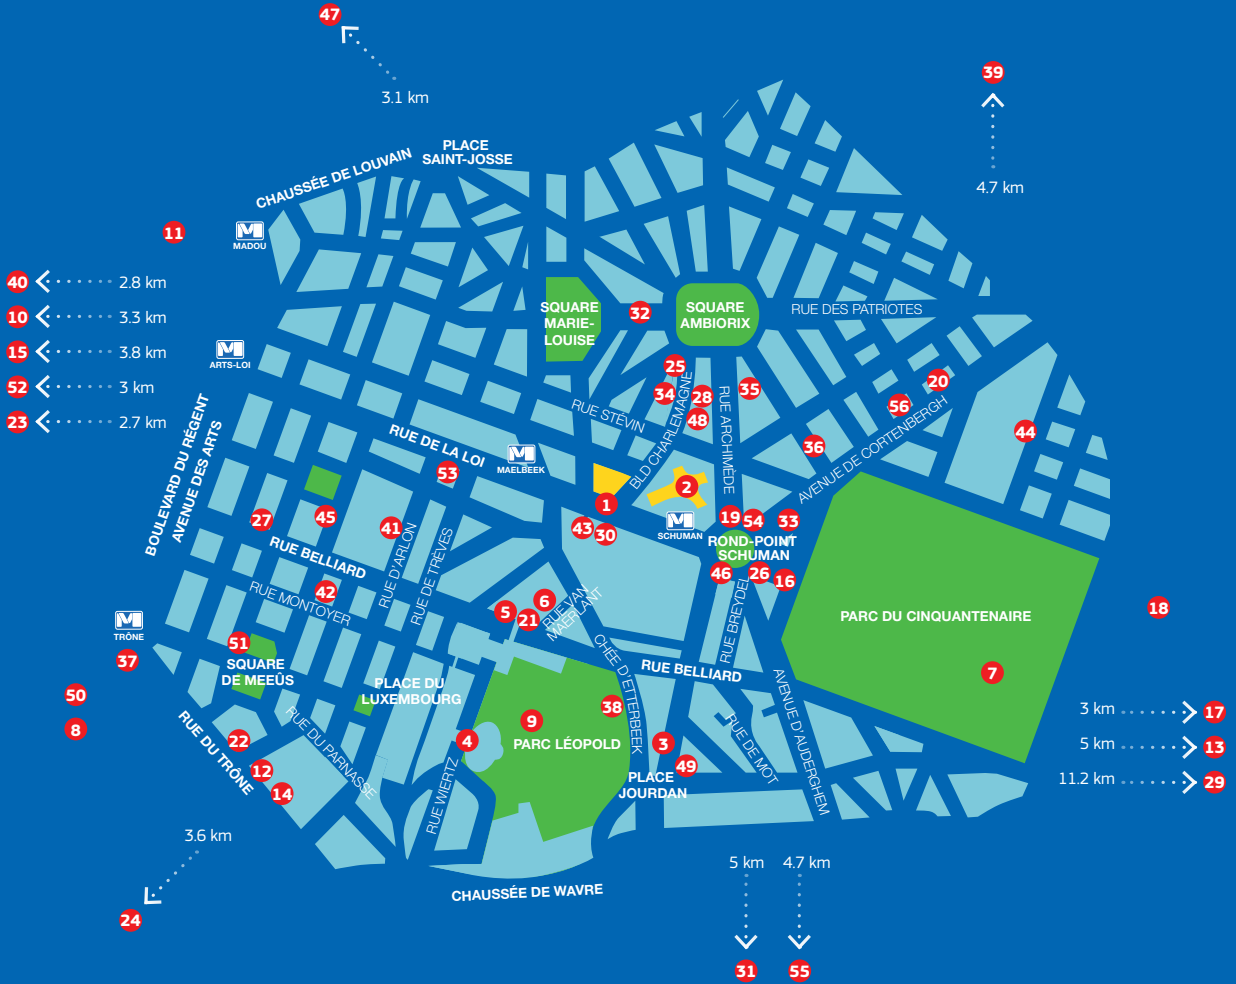 47
3.1 km
39
4.7 km
PLACE
SAINT-JOSSE
CHAUSSÉE DE LOUVAIN
11
MADOU
40
2.8 km
10
3.3 km
15
3.8 km
52
3 km
23
2.7 km
ARTS-LOI
SQUARE
MARIE-
LOUISE
32
SQUARE
AMBIORIX
RUE DES PATRIOTES
25
34
28
48
35
20
56
44
36
BOULEVARD DU RÉGENT
AVENUE DES ARTS
RUE STÉVIN
BLD CHARLEMAGNE
RUE ARCHIMÈDE
AVENUE DE CORTENBERGH
RUE DE LA LOI
53
MAELBEEK
2
1
SCHUMAN
19
54
33
43
30
ROND-POINT
SCHUMAN
46
26
16
27
45
41
RUE BELLIARD
RUE D'ARLON
RUE DE TRÈVES
RUE MONTOYER
42
5
6
21
RUE VAN
MAERLANT
RUE BREYDEL
PARC DU CINQUANTENAIRE
18
7
TRÔNE
37
51
SQUARE
DE MEEÛS
50
8
PLACE DU
LUXEMBOURG
CHÉE D'ETTERBEEK
RUE BELLIARD
AVENUE D'AUDERGHEM
RUE DE MOT
38
9
PARC LÉOPOLD
4
3
49
PLACE
JOURDAN
RUE DU TRÔNE
RUE DU PARNASSE
22
12
14
RUE WIERTZ
3 km
17
5 km
13
11.2 km
29
3.6 km
24
CHAUSSÉE DE WAVRE
5 km
4.7 km
31
55